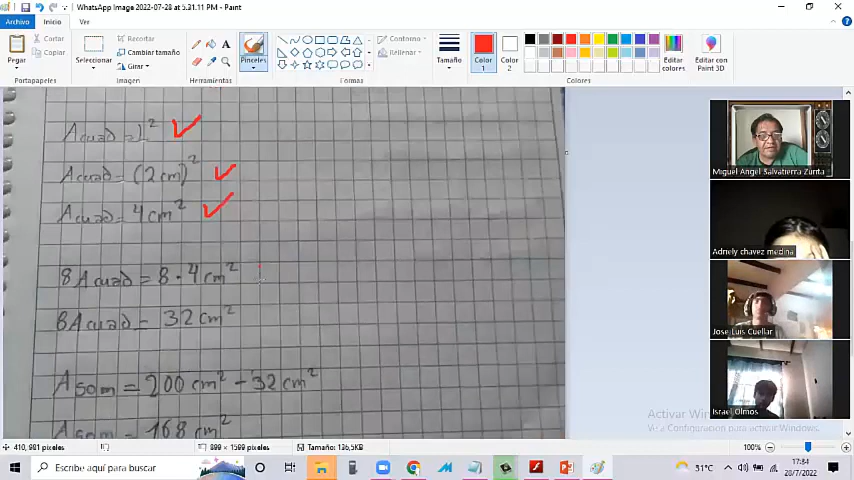 WhatsApp Image 2022-07-28 at 5.31.11 PM - Paint
Archivo Inicio Ver
Pegar
Cortar
Copiar
Portapapeles
Seleccionar
Recortar
Cambiar tamaño
Girar
Imagen
Herramientas
Pinceles
Formas
Contorno
Rellenar
Tamaño
Color 1
Color 2
Colores
Editar colores
Editar con Paint 3D
Acuad = L²
Acuad = (2 cm)²
Acuad = 4 cm²
8 Acuad = 8 · 4 cm²
8 Acuad = 32 cm²
A som = 200 cm² - 32 cm²
A som = 168 cm²
Miguel Angel Salvatierra Zurita
Adriely chavez medina
Jose Luis Cuellar
Israel Olmos
Activar Win
Ve a Configuración para activar Windows.
410, 981 píxeles
899 × 1599 píxeles
Tamaño: 136,5KB
100%
Escribe aquí para buscar
31°C
17:34
28/7/2022